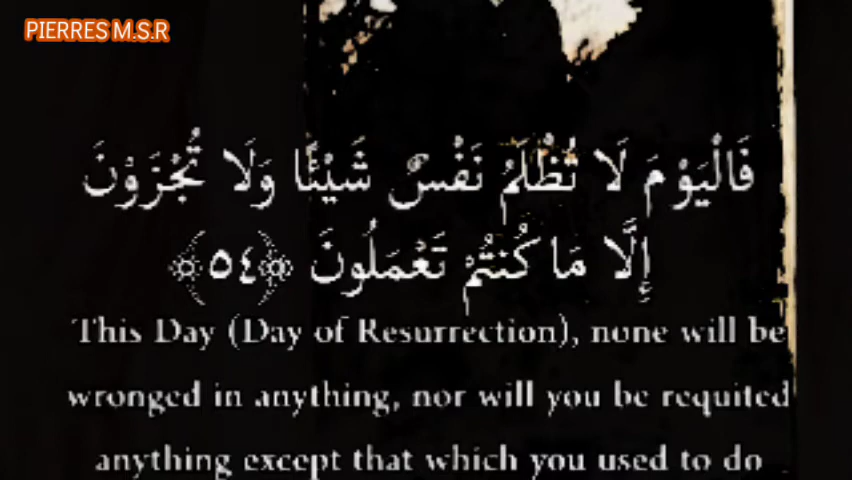 PIERRES M.S.R
فَالْيَوْمَ لَا تُظْلَمُ نَفْسٌ شَيْئًا وَلَا تُجْزَوْنَ
إِلَّا مَا كُنتُمْ تَعْمَلُونَ ﴿٥٤﴾
This Day (Day of Resurrection), none will be
wronged in anything, nor will you be requited
anything except that which you used to do